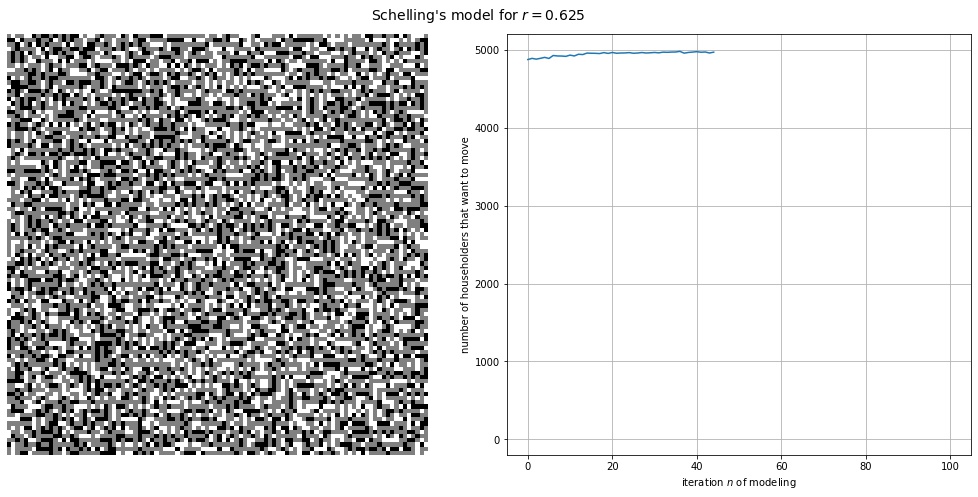 Schelling's model for r = 0.625
number of householders that want to move
5000
4000
3000
2000
1000
0
0 20 40 60 80 100
iteration n of modeling